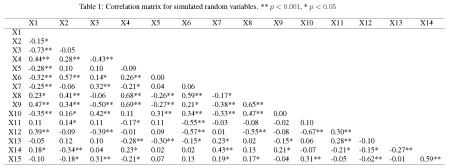 Table 1: Correlation matrix for simulated random variables. ** p < 0.001, * p < 0.05
X1 X2 X3 X4 X5 X6 X7 X8 X9 X10 X11 X12 X13 X14
X1
X2 -0.15*
X3 -0.73** -0.05
X4 0.44** 0.28** -0.43**
X5 -0.28** 0.10 0.10 -0.09
X6 -0.32** 0.57** 0.14* 0.26** 0.00
X7 -0.25** -0.06 0.32** -0.21* 0.04 0.06
X8 0.23* 0.41** -0.06 0.68** -0.26** 0.59** -0.17*
X9 0.47** 0.34** -0.50** 0.69** -0.27** 0.21* -0.38** 0.65**
X10 -0.35** 0.16* 0.42** 0.11 0.31** 0.34** -0.33** 0.47** 0.00
X11 0.11 0.14* 0.11 -0.17* 0.11 -0.55** -0.03 -0.08 -0.02 0.10
X12 0.39** -0.09 -0.39** -0.01 0.09 -0.57** 0.01 -0.55** -0.08 -0.67** 0.30**
X13 -0.05 0.12 0.10 -0.28** -0.30** -0.15* 0.23* 0.02 -0.15* 0.06 0.28** -0.10
X14 0.18* -0.34** 0.04 0.23* 0.02 0.02 0.43** 0.13 0.21* -0.07 -0.21* -0.15* -0.27**
X15 -0.10 -0.18* 0.31** -0.21* 0.07 0.13 0.19* 0.17* -0.04 0.31** -0.05 -0.62** -0.01 0.59**